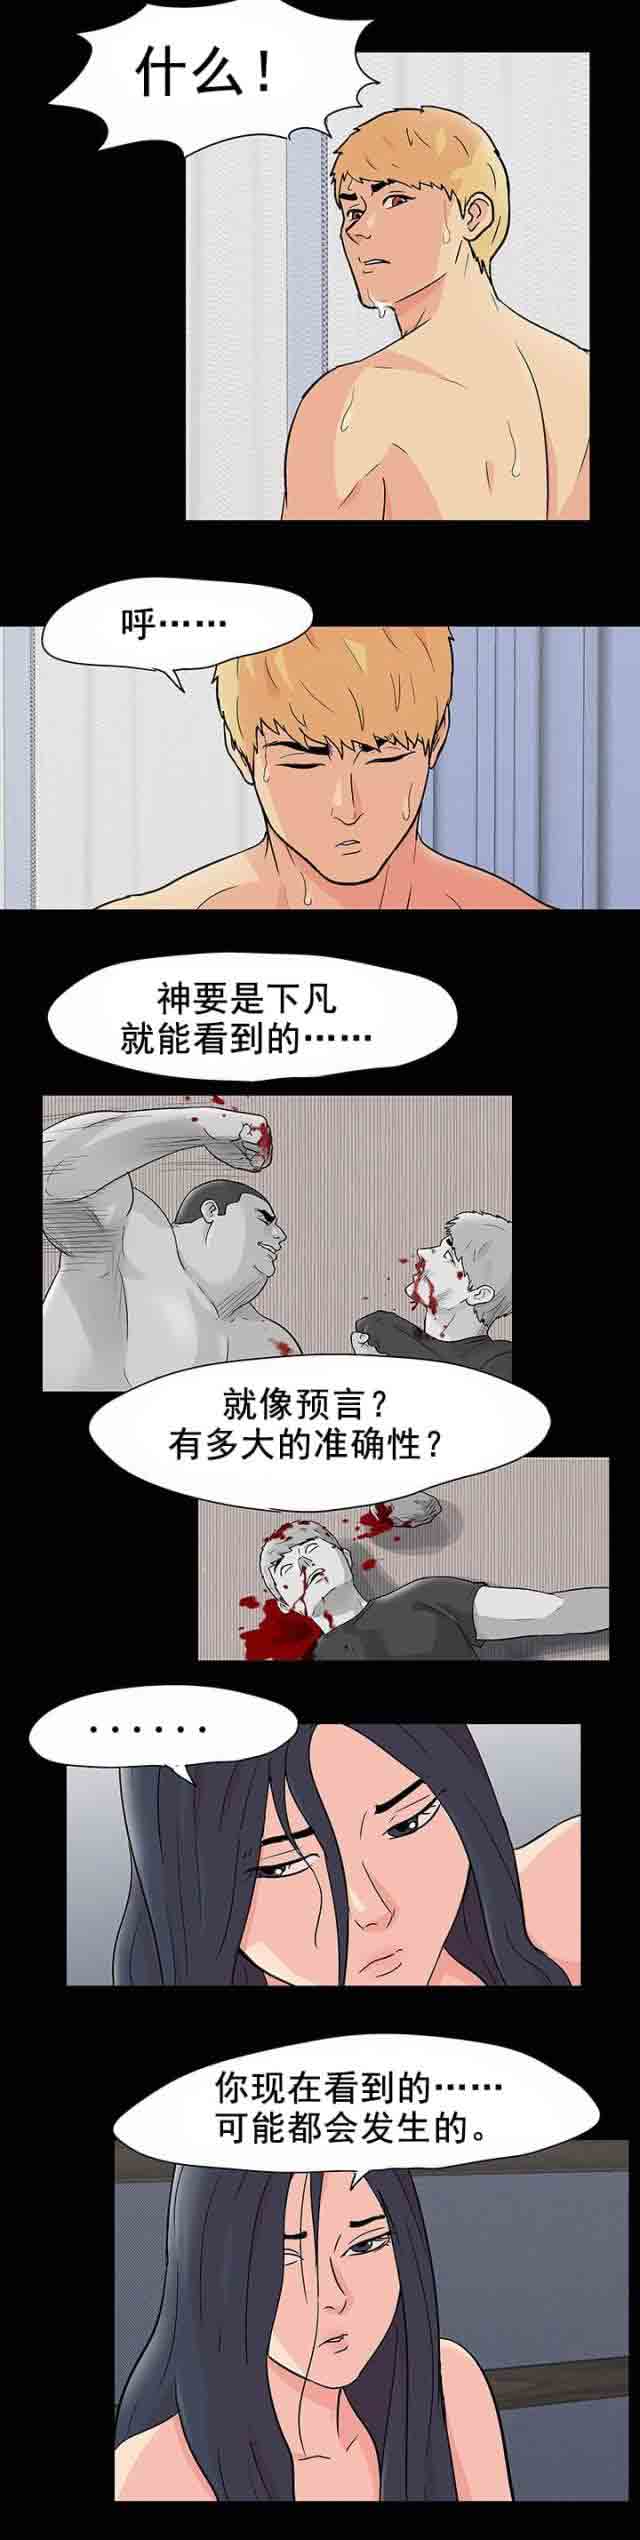 什么！
呼……
神要是下凡
就能看到的……
就像预言？
有多大的准确性？
······
你现在看到的……
可能都会发生的。